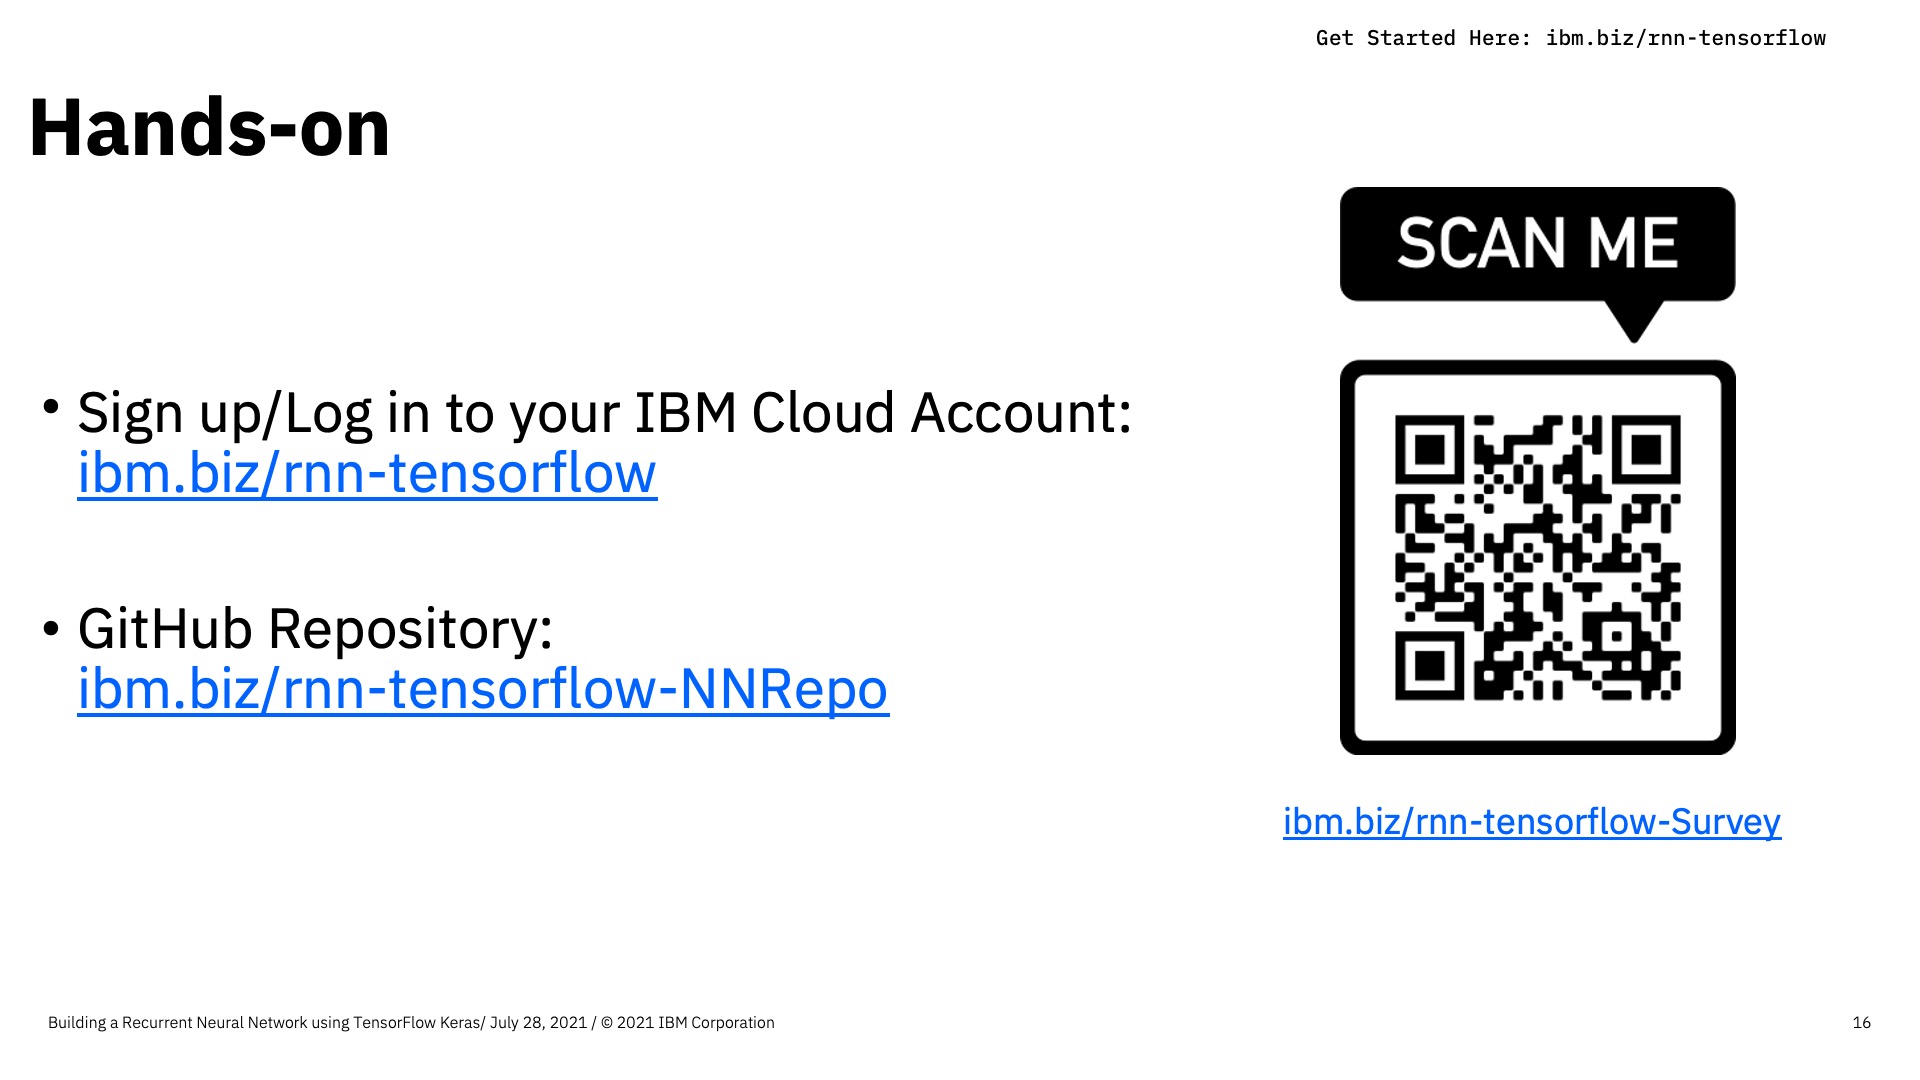 Get Started Here: ibm.biz/rnn-tensorflow
Hands-on
SCAN ME
• Sign up/Log in to your IBM Cloud Account:
ibm.biz/rnn-tensorflow
• GitHub Repository:
ibm.biz/rnn-tensorflow-NNRepo
ibm.biz/rnn-tensorflow-Survey
Building a Recurrent Neural Network using TensorFlow Keras/ July 28, 2021 / © 2021 IBM Corporation
16